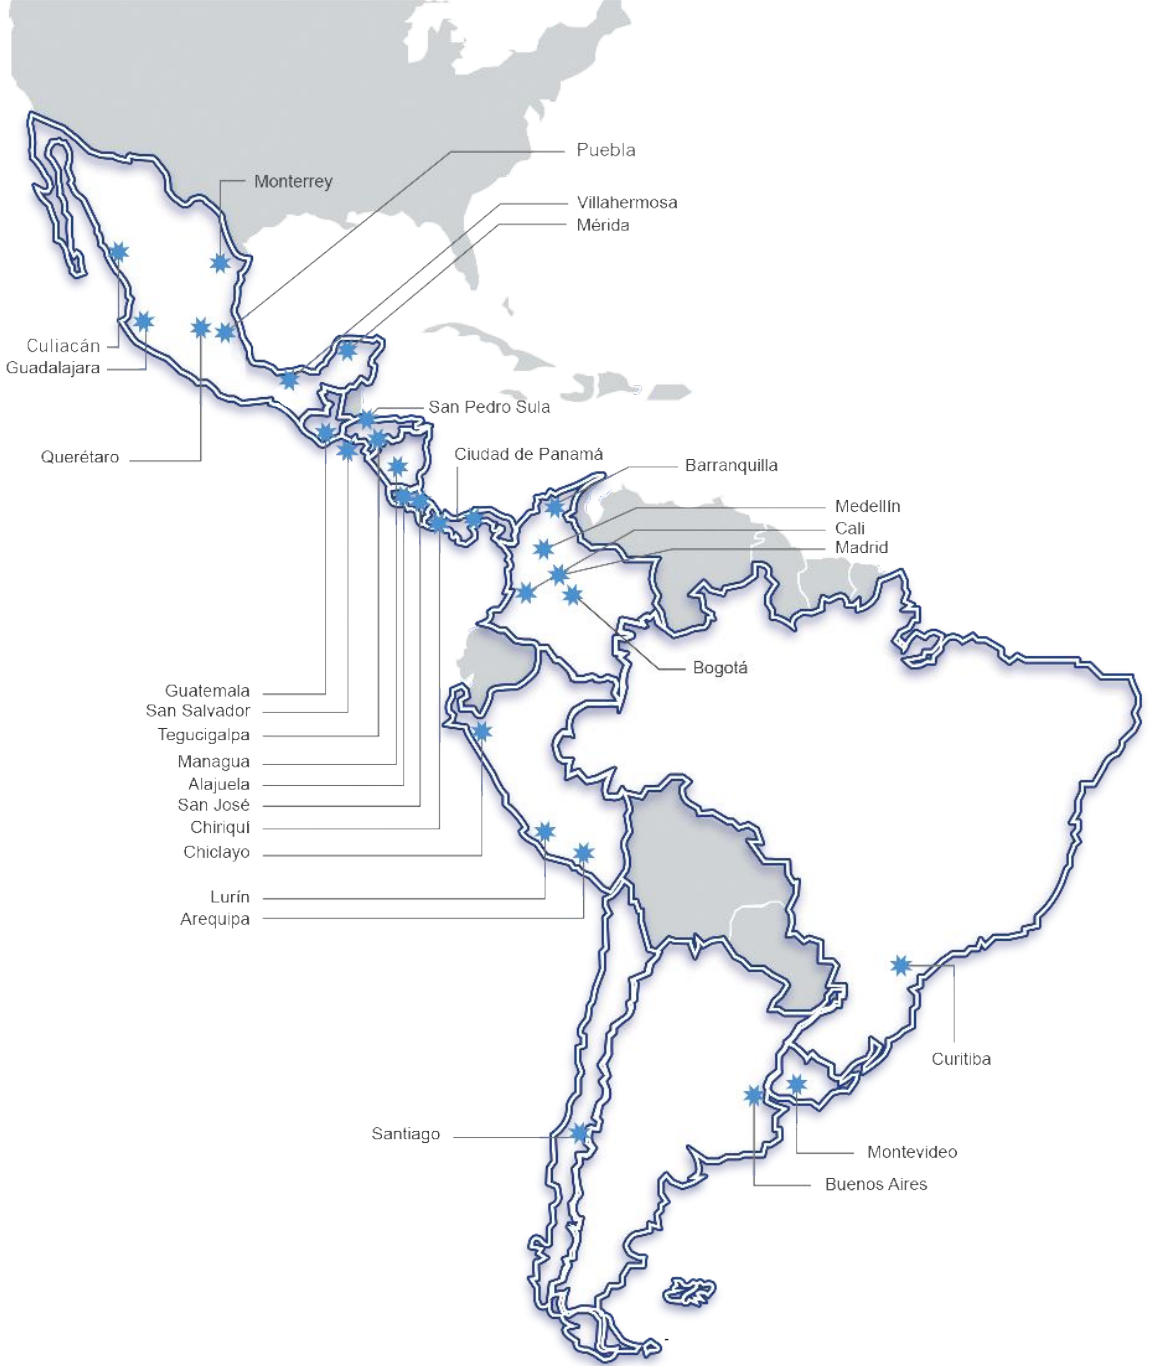 Puebla
Monterrey
Villahermosa
Mérida
Culiacán
Guadalajara
San Pedro Sula
Querétaro
Ciudad de Panamá
Barranquilla
Medellín
Cali
Madrid
Bogotá
Guatemala
San Salvador
Tegucigalpa
Managua
Alajuela
San José
Chiriquí
Chiclayo
Lurín
Arequipa
Curitiba
Santiago
Montevideo
Buenos Aires